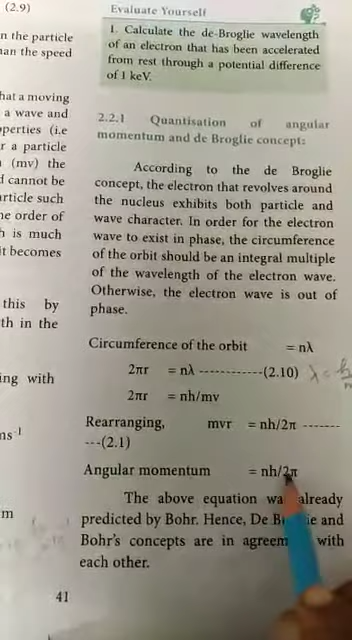 (2.9)
n the particle
nan the speed
hat a moving
a wave and
perties (i.e
r a particle
(mv) the
d cannot be
article such
ne order of
h is much
it becomes
this by
th in the
ing with
ms⁻¹
m
Evaluate Yourself
1. Calculate the de-Broglie wavelength
of an electron that has been accelerated
from rest through a potential difference
of 1 keV.
2.2.1 Quantisation of angular
momentum and de Broglie concept:
According to the de Broglie
concept, the electron that revolves around
the nucleus exhibits both particle and
wave character. In order for the electron
wave to exist in phase, the circumference
of the orbit should be an integral multiple
of the wavelength of the electron wave.
Otherwise, the electron wave is out of
phase.
Circumference of the orbit = nλ
2πr = nλ ------------(2.10) λ = h/m
2πr = nh/mv
Rearranging, mvr = nh/2π -------
---(2.1)
Angular momentum = nh/2π
The above equation was already
predicted by Bohr. Hence, De B ie and
Bohr's concepts are in agreem with
each other.
41